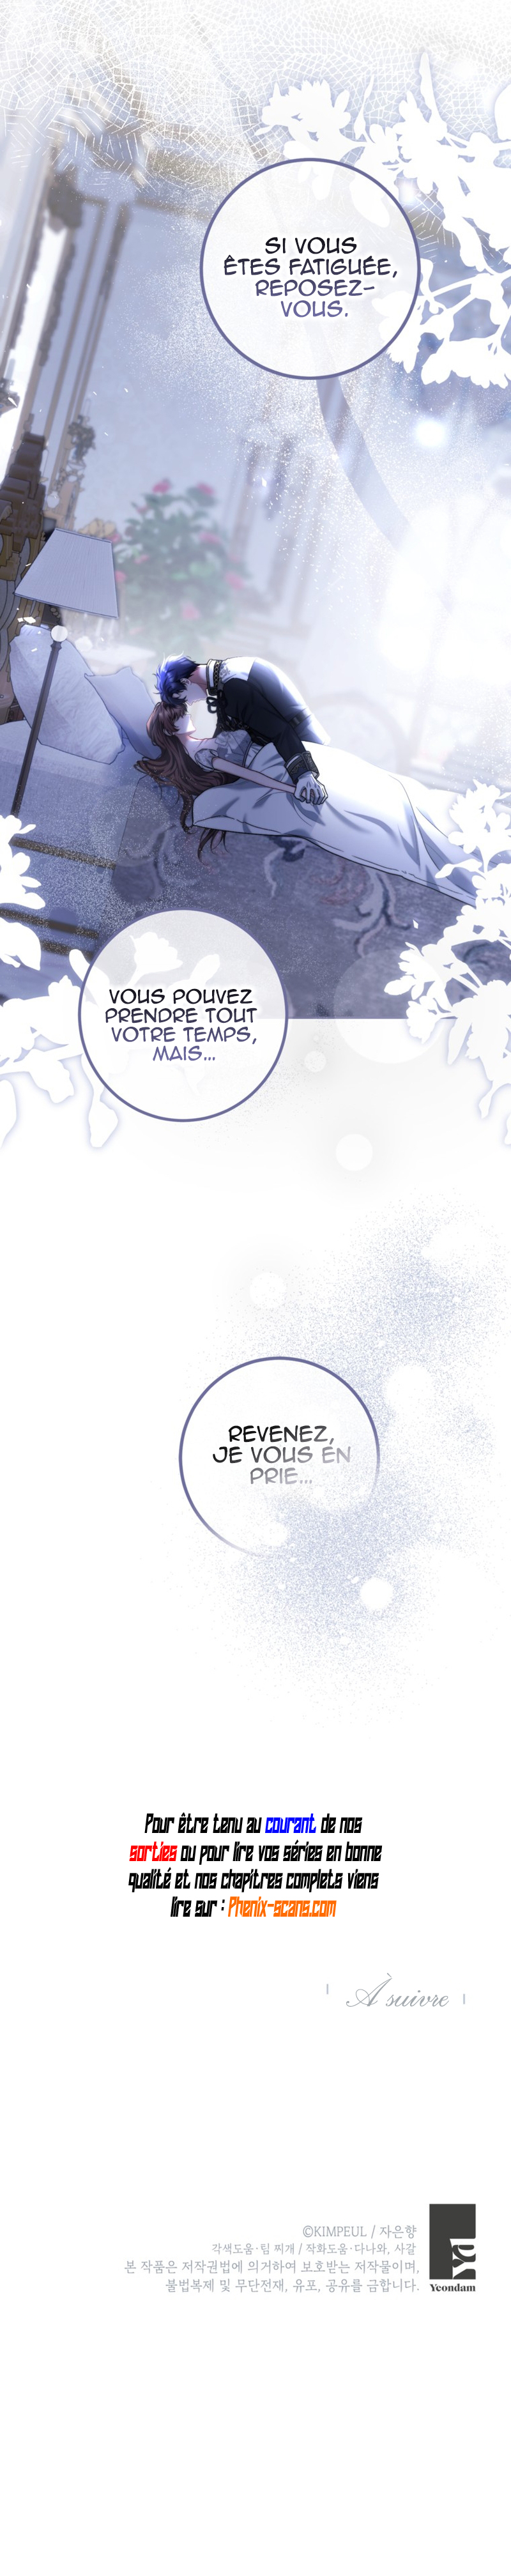 SI VOUS
ÊTES FATIGUÉE,
REPOSEZ-
VOUS.
VOUS POUVEZ
PRENDRE TOUT
VOTRE TEMPS,
MAIS...
REVENEZ,
JE VOUS EN
PRIE...
Pour être tenu au courant de nos
sorties ou pour lire vos séries en bonne
qualité et nos chapitres complets viens
lire sur : Phenix-scans.com
À suivre
©KIMPEUL / 자은향
각색도움·팀 찌개 / 작화도움·다나와, 사갈
본 작품은 저작권법에 의거하여 보호받는 저작물이며,
불법복제 및 무단전재, 유포, 공유를 금합니다.
Ya
Yeondam